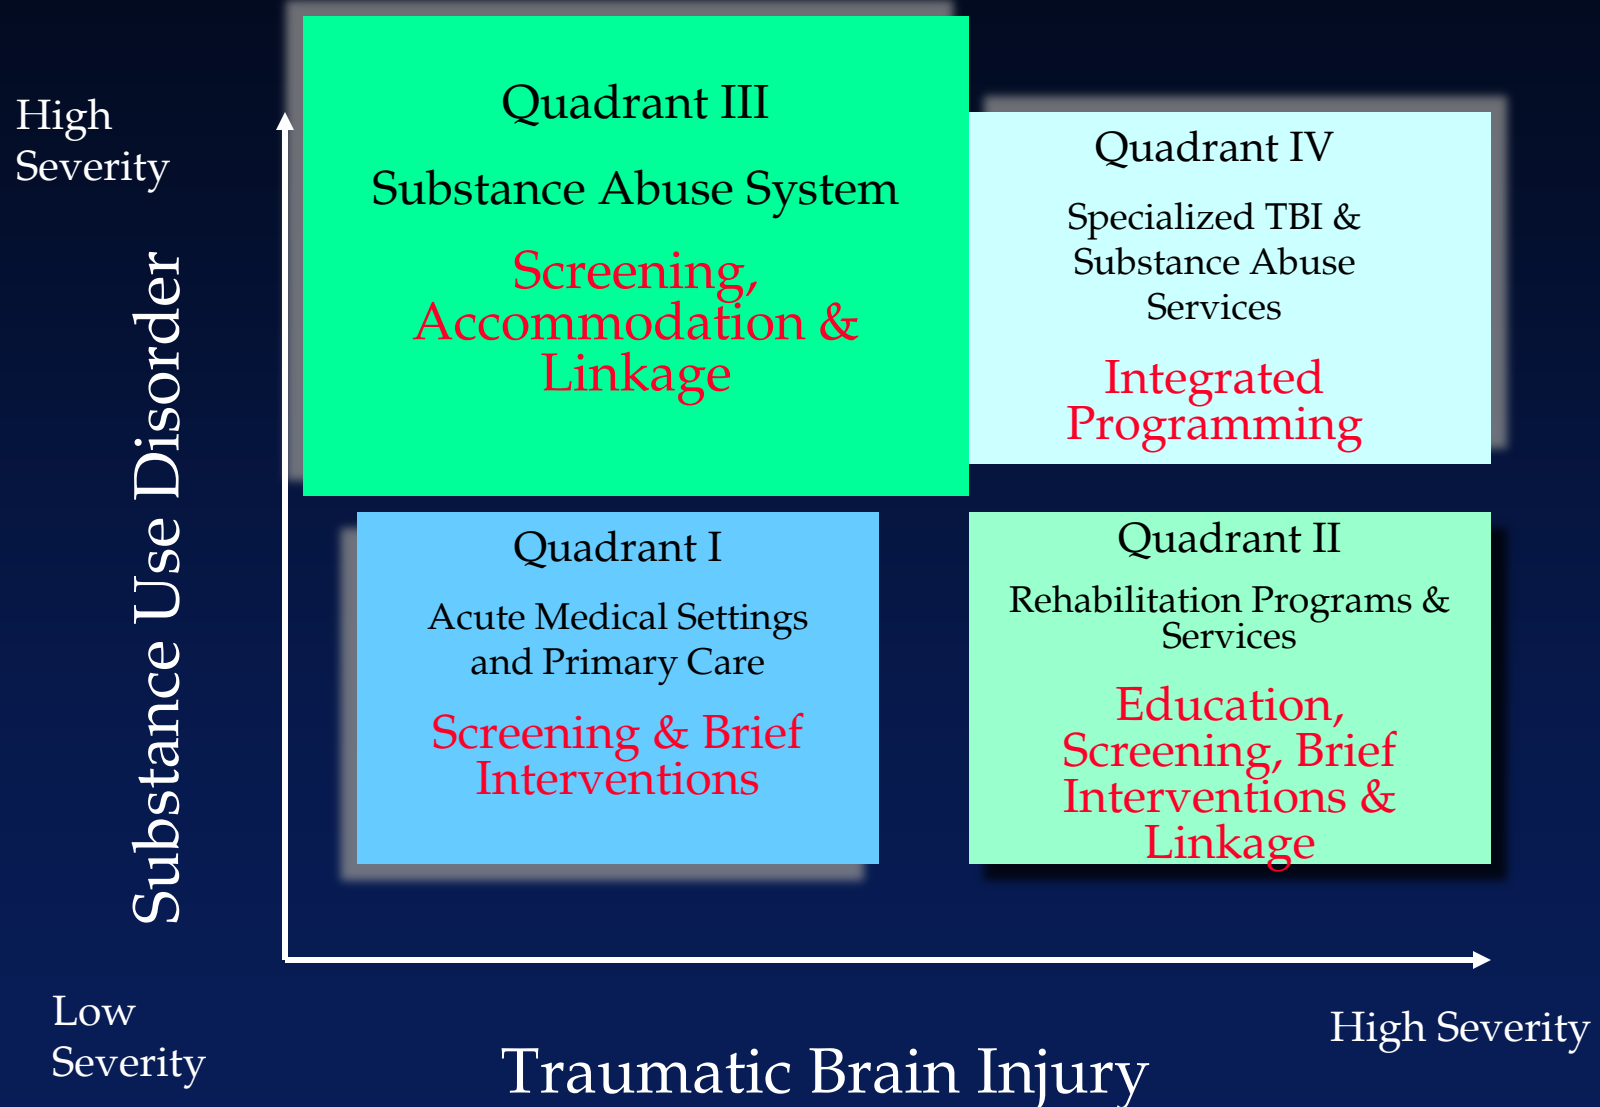 High
Severity
Substance Use Disorder
Quadrant III
Substance Abuse System
Screening,
Accommodation &
Linkage
Quadrant IV
Specialized TBI &
Substance Abuse
Services
Integrated
Programming
Quadrant I
Acute Medical Settings
and Primary Care
Screening & Brief
Interventions
Quadrant II
Rehabilitation Programs &
Services
Education,
Screening, Brief
Interventions &
Linkage
Low
Severity
Traumatic Brain Injury
High Severity